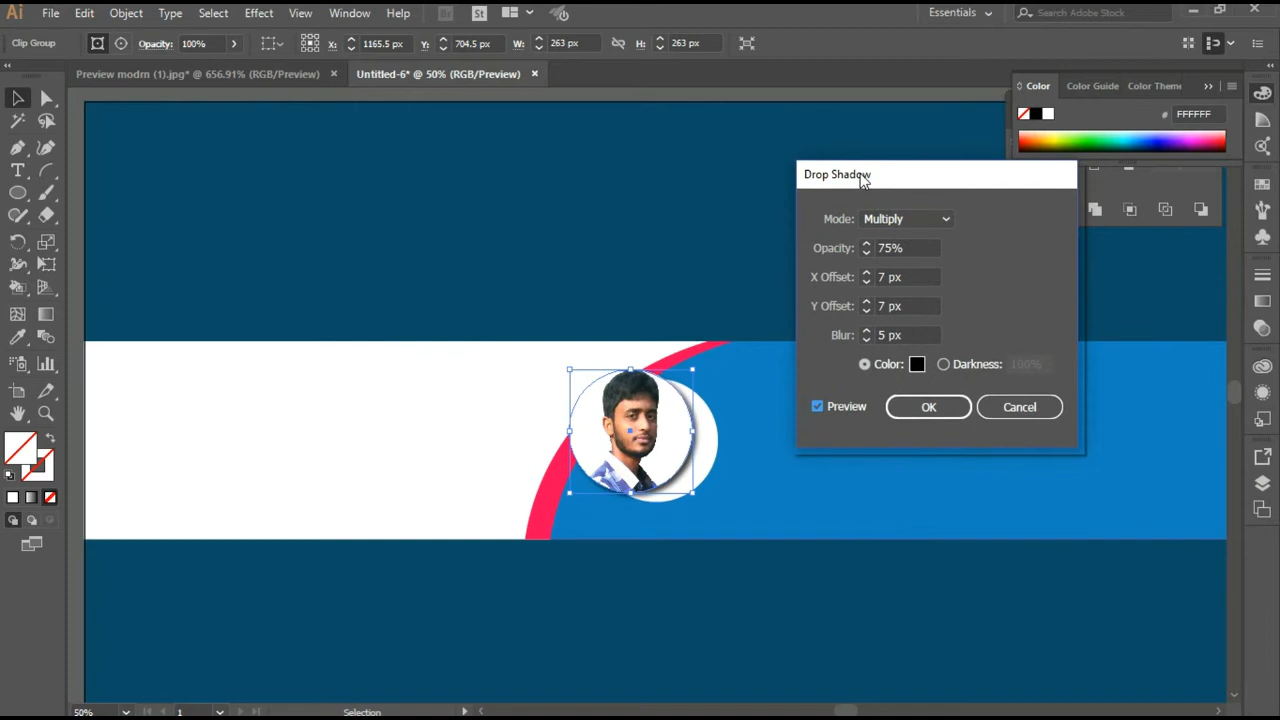 Ai File Edit Object Type Select Effect View Window Help Br St Essentials Search Adobe Stock
Clip Group Opacity: 100% X: 1165.5 px Y: 704.5 px W: 263 px H: 263 px
Preview modrn (1).jpg* @ 656.91% (RGB/Preview) × Untitled-6* @ 50% (RGB/Preview) ×
Color Color Guide Color Theme
# FFFFFF
Drop Shadow
Mode: Multiply
Opacity: 75%
X Offset: 7 px
Y Offset: 7 px
Blur: 5 px
Color: Darkness: 100%
Preview OK Cancel
50% 1 Selection